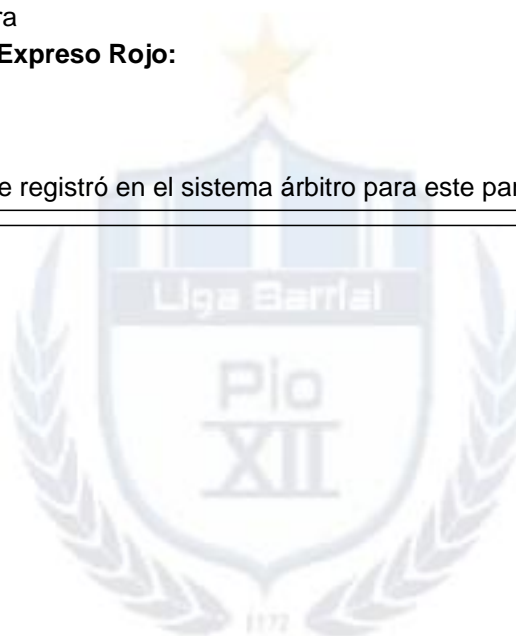 ra
Expreso Rojo:
e registró en el sistema árbitro para este par
Liga Barrial
Pio
XII